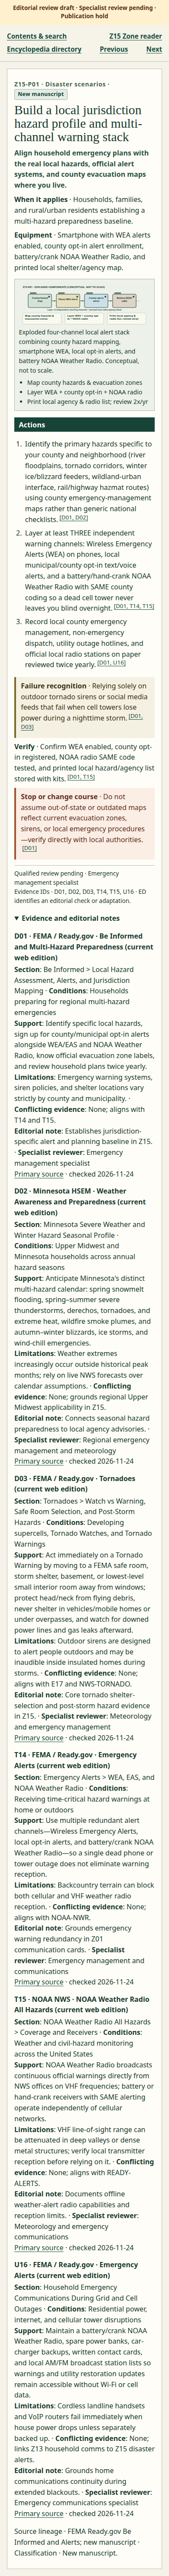 Editorial review draft · Specialist review pending ·
Publication hold
Contents & search
Z15 Zone reader
Encyclopedia directory
Previous
Next
Z15-P01 · Disaster scenarios ·
New manuscript
Build a local jurisdiction
hazard profile and multi-
channel warning stack
Align household emergency plans with
the real local hazards, official alert
systems, and county evacuation maps
where you live.
When it applies · Households, families,
and rural/urban residents establishing a
multi-hazard preparedness baseline.
Equipment · Smartphone with WEA alerts
enabled, county opt-in alert enrollment,
battery/crank NOAA Weather Radio, and
printed local shelter/agency map.
Exploded four-channel local alert stack
combining county hazard mapping,
smartphone WEA, local opt-in alerts, and
battery NOAA Weather Radio. Conceptual,
not to scale.
• Map county hazards & evacuation zones
• Layer WEA + county opt-in + NOAA radio
• Print local agency & radio list; review 2x/yr
Actions
1. Identify the primary hazards specific to
your county and neighborhood (river
floodplains, tornado corridors, winter
ice/blizzard feeders, wildland-urban
interface, rail/highway hazmat routes)
using county emergency-management
maps rather than generic national
checklists. [D01, D02]
2. Layer at least THREE independent
warning channels: Wireless Emergency
Alerts (WEA) on phones, local
municipal/county opt-in text/voice
alerts, and a battery/hand-crank NOAA
Weather Radio with SAME county
coding so a dead cell tower never
leaves you blind overnight. [D01, T14, T15]
3. Record local county emergency
management, non-emergency
dispatch, utility outage hotlines, and
official local radio stations on paper
reviewed twice yearly. [D01, U16]
Failure recognition · Relying solely on
outdoor tornado sirens or social media
feeds that fail when cell towers lose
power during a nighttime storm. [D01,
D03]
Verify · Confirm WEA enabled, county opt-
in registered, NOAA radio SAME code
tested, and printed local hazard/agency list
stored with kits. [D01, T15]
Stop or change course · Do not
assume out-of-state or outdated maps
reflect current evacuation zones,
sirens, or local emergency procedures
—verify directly with local authorities.
[D01]
Qualified review pending · Emergency
management specialist
Evidence IDs · D01, D02, D03, T14, T15, U16 · ED
identifies an editorial check or adaptation.
▼ Evidence and editorial notes
D01 · FEMA / Ready.gov · Be Informed
and Multi-Hazard Preparedness (current
web edition)
Section: Be Informed > Local Hazard
Assessment, Alerts, and Jurisdiction
Mapping · Conditions: Households
preparing for regional multi-hazard
emergencies
Support: Identify specific local hazards,
sign up for county/municipal opt-in alerts
alongside WEA/EAS and NOAA Weather
Radio, know official evacuation zone labels,
and review household plans twice yearly.
Limitations: Emergency warning systems,
siren policies, and shelter locations vary
strictly by county and municipality. ·
Conflicting evidence: None; aligns with
T14 and T15.
Editorial note: Establishes jurisdiction-
specific alert and planning baseline in Z15.
· Specialist reviewer: Emergency
management specialist
Primary source · checked 2026-11-24
D02 · Minnesota HSEM · Weather
Awareness and Preparedness (current
web edition)
Section: Minnesota Severe Weather and
Winter Hazard Seasonal Profile ·
Conditions: Upper Midwest and
Minnesota households across annual
hazard seasons
Support: Anticipate Minnesota's distinct
multi-hazard calendar: spring snowmelt
flooding, spring–summer severe
thunderstorms, derechos, tornadoes, and
extreme heat, wildfire smoke plumes, and
autumn–winter blizzards, ice storms, and
wind-chill emergencies.
Limitations: Weather extremes
increasingly occur outside historical peak
months; rely on live NWS forecasts over
calendar assumptions. · Conflicting
evidence: None; grounds regional Upper
Midwest applicability in Z15.
Editorial note: Connects seasonal hazard
preparedness to local agency advisories. ·
Specialist reviewer: Regional emergency
management and meteorology
Primary source · checked 2026-11-24
D03 · FEMA / Ready.gov · Tornadoes
(current web edition)
Section: Tornadoes > Watch vs Warning,
Safe Room Selection, and Post-Storm
Hazards · Conditions: Developing
supercells, Tornado Watches, and Tornado
Warnings
Support: Act immediately on a Tornado
Warning by moving to a FEMA safe room,
storm shelter, basement, or lowest-level
small interior room away from windows;
protect head/neck from flying debris,
never shelter in vehicles/mobile homes or
under overpasses, and watch for downed
power lines and gas leaks afterward.
Limitations: Outdoor sirens are designed
to alert people outdoors and may be
inaudible inside insulated homes during
storms. · Conflicting evidence: None;
aligns with E17 and NWS-TORNADO.
Editorial note: Core tornado shelter-
selection and post-storm hazard evidence
in Z15. · Specialist reviewer: Meteorology
and emergency management
Primary source · checked 2026-11-24
T14 · FEMA / Ready.gov · Emergency
Alerts (current web edition)
Section: Emergency Alerts > WEA, EAS, and
NOAA Weather Radio · Conditions:
Receiving time-critical hazard warnings at
home or outdoors
Support: Use multiple redundant alert
channels—Wireless Emergency Alerts,
local opt-in alerts, and battery/crank NOAA
Weather Radio—so a single dead phone or
tower outage does not eliminate warning
reception.
Limitations: Backcountry terrain can block
both cellular and VHF weather radio
reception. · Conflicting evidence: None;
aligns with NOAA-NWR.
Editorial note: Grounds emergency
warning redundancy in Z01
communication cards. · Specialist
reviewer: Emergency management and
communications
Primary source · checked 2026-11-24
T15 · NOAA NWS · NOAA Weather Radio
All Hazards (current web edition)
Section: NOAA Weather Radio All Hazards
> Coverage and Receivers · Conditions:
Weather and civil-hazard monitoring
across the United States
Support: NOAA Weather Radio broadcasts
continuous official warnings directly from
NWS offices on VHF frequencies; battery or
hand-crank receivers with SAME alerting
operate independently of cellular
networks.
Limitations: VHF line-of-sight range can
be attenuated in deep valleys or dense
metal structures; verify local transmitter
reception before relying on it. · Conflicting
evidence: None; aligns with READY-
ALERTS.
Editorial note: Documents offline
weather-alert radio capabilities and
reception limits. · Specialist reviewer:
Meteorology and emergency
communications
Primary source · checked 2026-11-24
U16 · FEMA / Ready.gov · Emergency
Alerts (current web edition)
Section: Household Emergency
Communications During Grid and Cell
Outages · Conditions: Residential power,
internet, and cellular tower disruptions
Support: Maintain a battery/crank NOAA
Weather Radio, spare power banks, car-
charger backups, written contact cards,
and local AM/FM broadcast station lists so
warnings and utility restoration updates
remain accessible without Wi-Fi or cell
data.
Limitations: Cordless landline handsets
and VoIP routers fail immediately when
house power drops unless separately
backed up. · Conflicting evidence: None;
links Z13 household comms to Z15 disaster
alerts.
Editorial note: Grounds home
communications continuity during
extended blackouts. · Specialist reviewer:
Emergency communications specialist
Primary source · checked 2026-11-24
Source lineage · FEMA Ready.gov Be
Informed and Alerts; new manuscript ·
Classification · New manuscript.